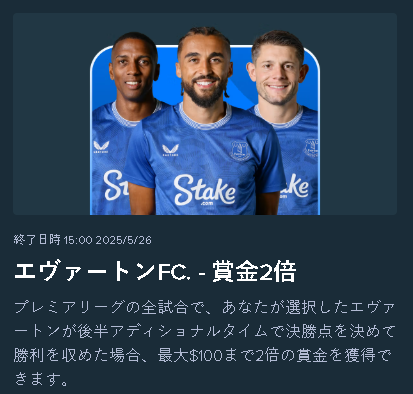 Stake
.com
St
ke
終了日時 15:00 2025/5/26
エヴァートンFC. - 賞金2倍
プレミアリーグの全試合で、あなたが選択したエヴァ
ートンが後半アディショナルタイムで決勝点を決めて
勝利を収めた場合、最大$100まで2倍の賞金を獲得で
きます。